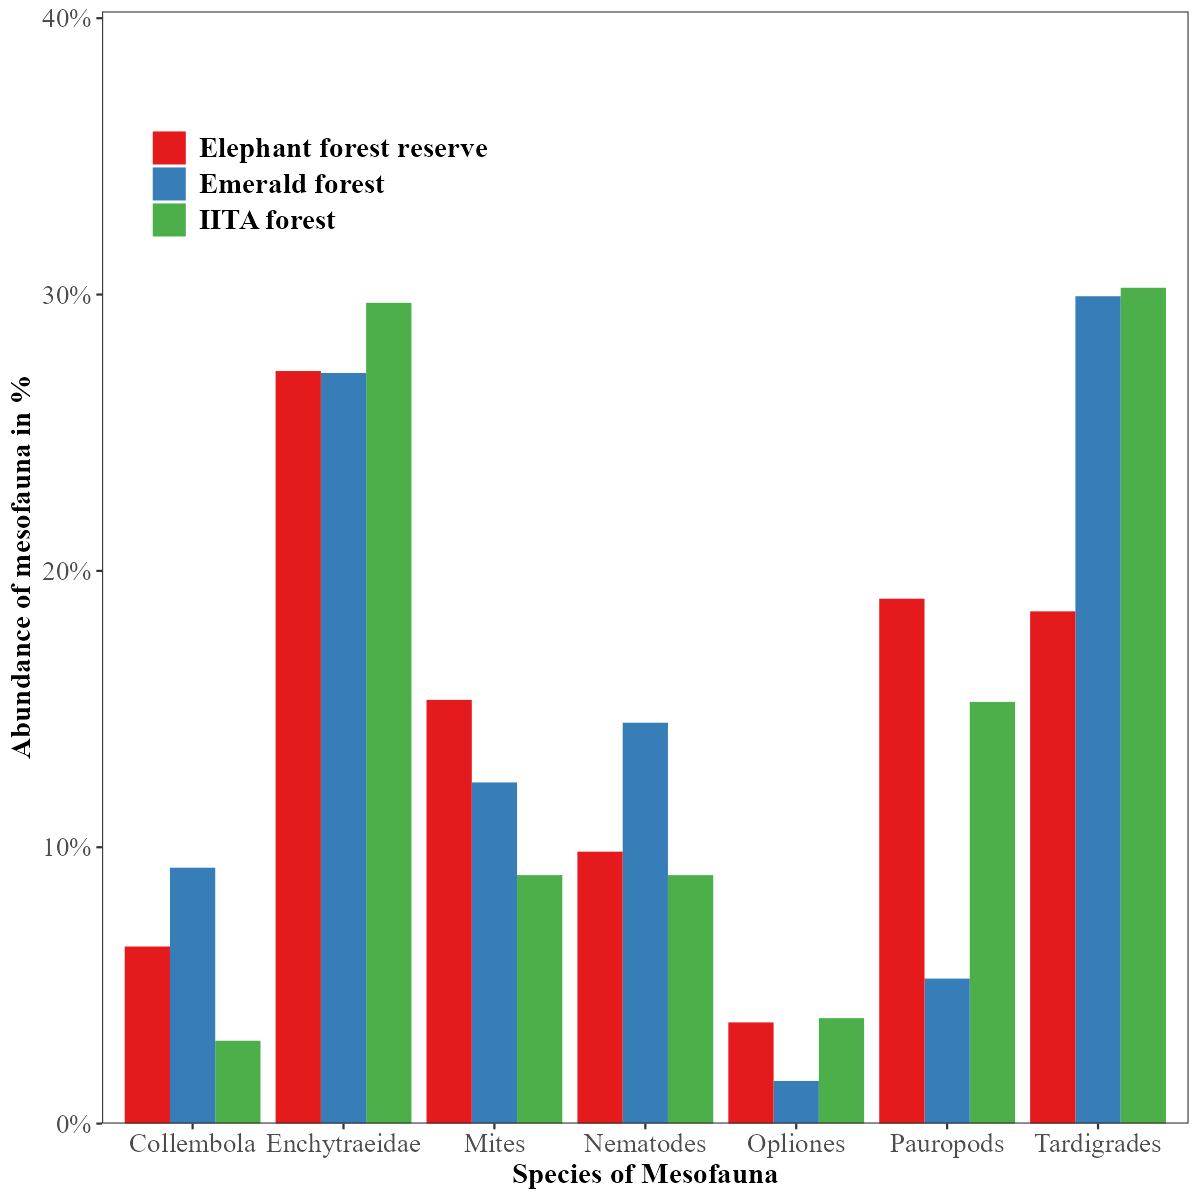 40%
Elephant forest reserve
Emerald forest
IITA forest
30%
20%
10%
0%
Abundance of mesofauna in %
Collembola Enchytraeidae Mites Nematodes Opliones Pauropods Tardigrades
Species of Mesofauna